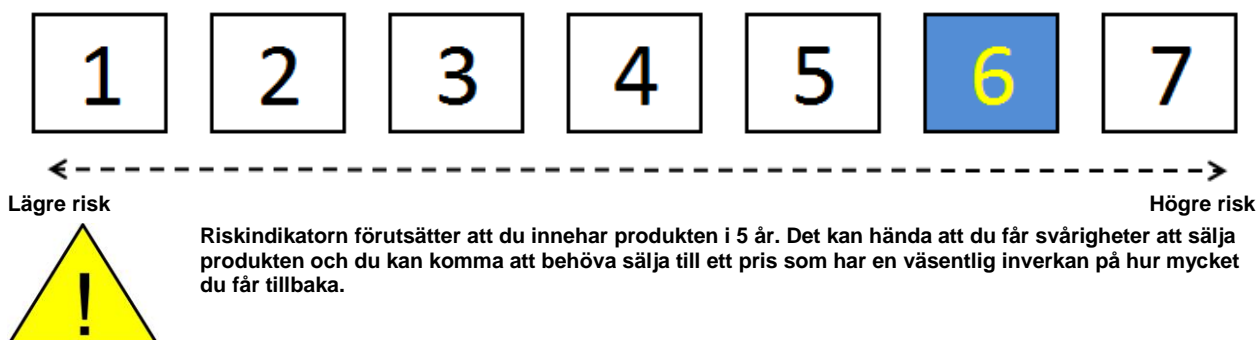 1 2 3 4 5 6 7
Lägre risk Högre risk
Riskindikatorn förutsätter att du innehar produkten i 5 år. Det kan hända att du får svårigheter att sälja
produkten och du kan komma att behöva sälja till ett pris som har en väsentlig inverkan på hur mycket
du får tillbaka.
!